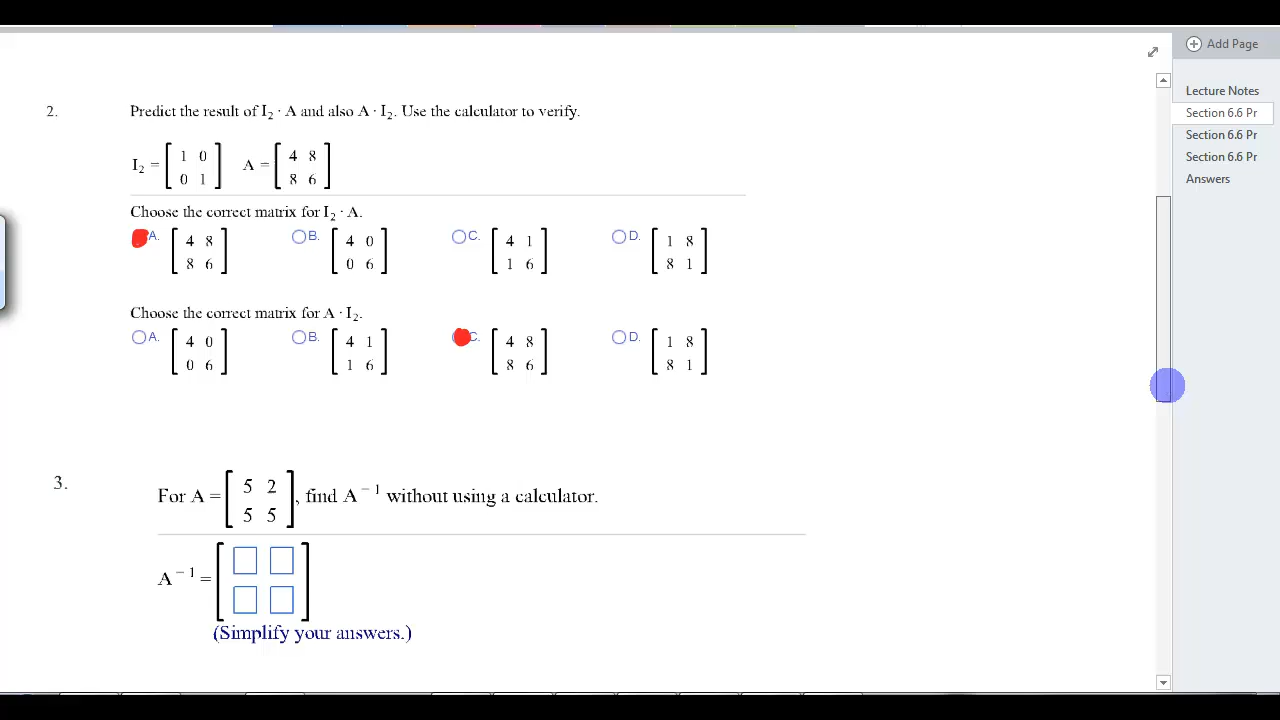 Add Page
Lecture Notes
Section 6.6 Pr
Section 6.6 Pr
Section 6.6 Pr
Answers
2. Predict the result of I₂ · A and also A · I₂. Use the calculator to verify.
I₂ = [ 1 0 A = [ 4 8
0 1 ] 8 6 ]
Choose the correct matrix for I₂ · A.
A. [ 4 8 B. [ 4 0 C. [ 4 1 D. [ 1 8
8 6 ] 0 6 ] 1 6 ] 8 1 ]
Choose the correct matrix for A · I₂.
A. [ 4 0 B. [ 4 1 C. [ 4 8 D. [ 1 8
0 6 ] 1 6 ] 8 6 ] 8 1 ]
3. For A = [ 5 2
5 5 ], find A⁻¹ without using a calculator.
A⁻¹ = [ ]
(Simplify your answers.)